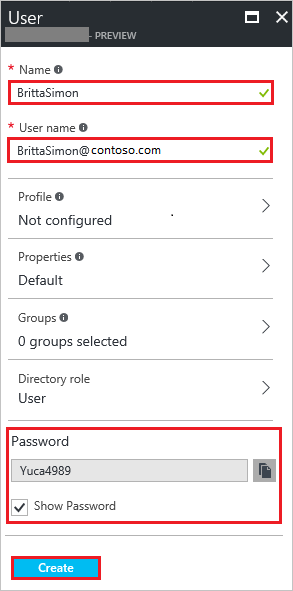 User
- PREVIEW
* Name
BrittaSimon
* User name
BrittaSimon@contoso.com
Profile
Not configured
Properties
Default
Groups
0 groups selected
Directory role
User
Password
Yuca4989
Show Password
Create